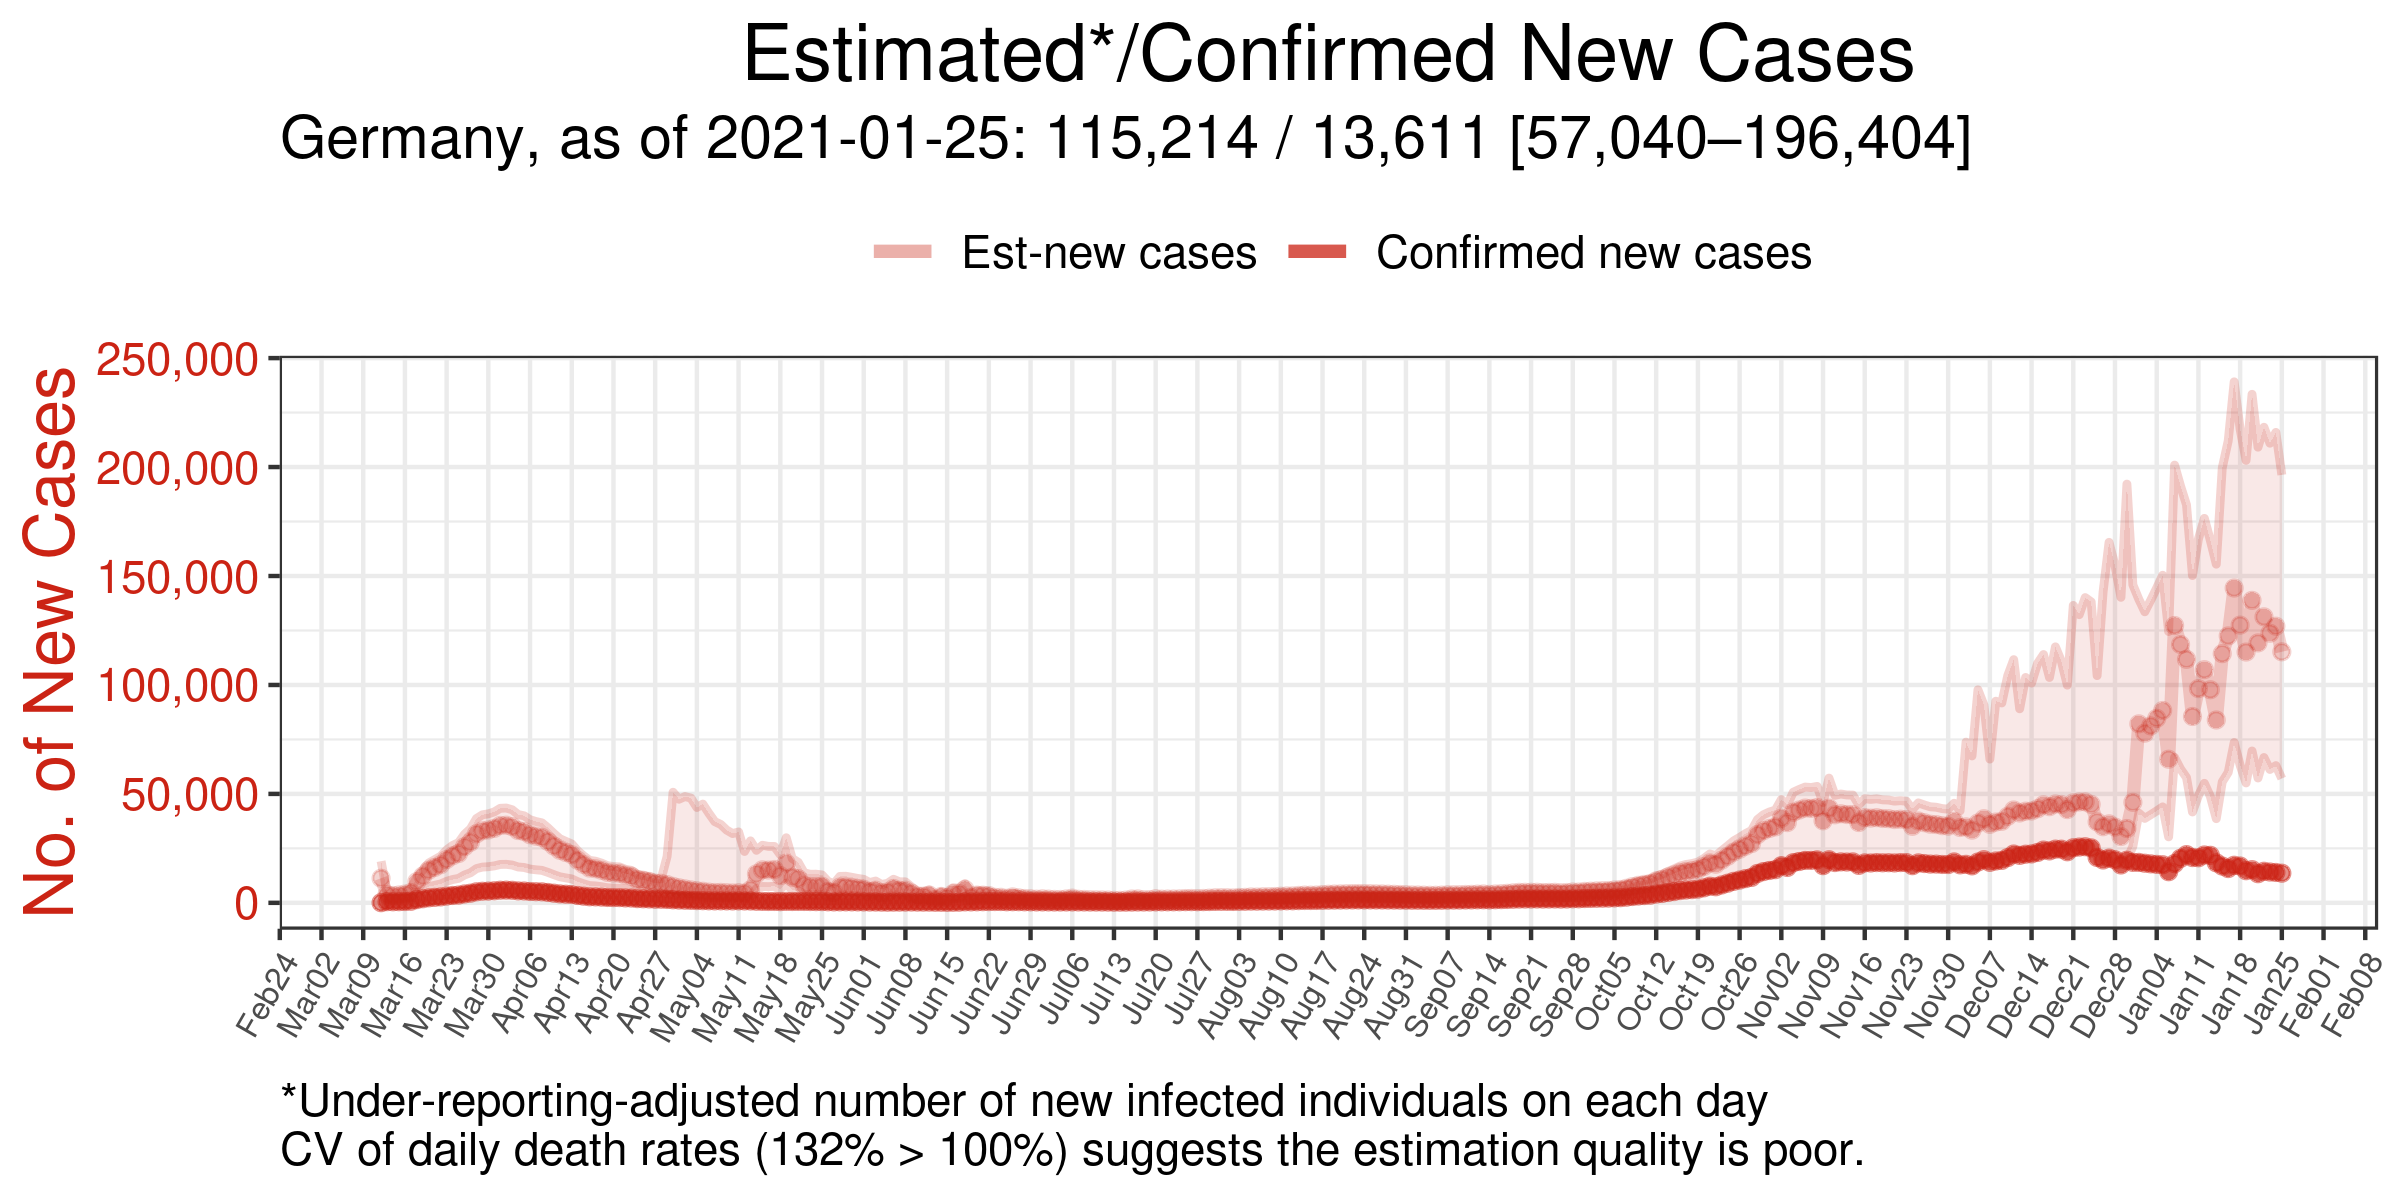 Estimated*/Confirmed New Cases
Germany, as of 2021-01-25: 115,214 / 13,611 [57,040–196,404]
Est-new cases
Confirmed new cases
No. of New Cases
250,000
200,000
150,000
100,000
50,000
0
Feb24
Mar02
Mar09
Mar16
Mar23
Mar30
Apr06
Apr13
Apr20
Apr27
May04
May11
May18
May25
Jun01
Jun08
Jun15
Jun22
Jun29
Jul06
Jul13
Jul20
Jul27
Aug03
Aug10
Aug17
Aug24
Aug31
Sep07
Sep14
Sep21
Sep28
Oct05
Oct12
Oct19
Oct26
Nov02
Nov09
Nov16
Nov23
Nov30
Dec07
Dec14
Dec21
Dec28
Jan04
Jan11
Jan18
Jan25
Feb01
Feb08
*Under-reporting-adjusted number of new infected individuals on each day
CV of daily death rates (132% > 100%) suggests the estimation quality is poor.